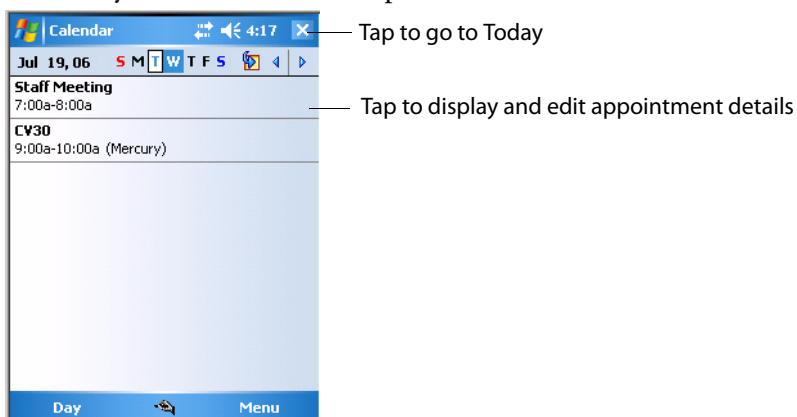 Calendar 4:17
Tap to go to Today
Jul 19, 06 S M T W T F S
Staff Meeting
7:00a-8:00a
Tap to display and edit appointment details
CV30
9:00a-10:00a (Mercury)
Day Menu